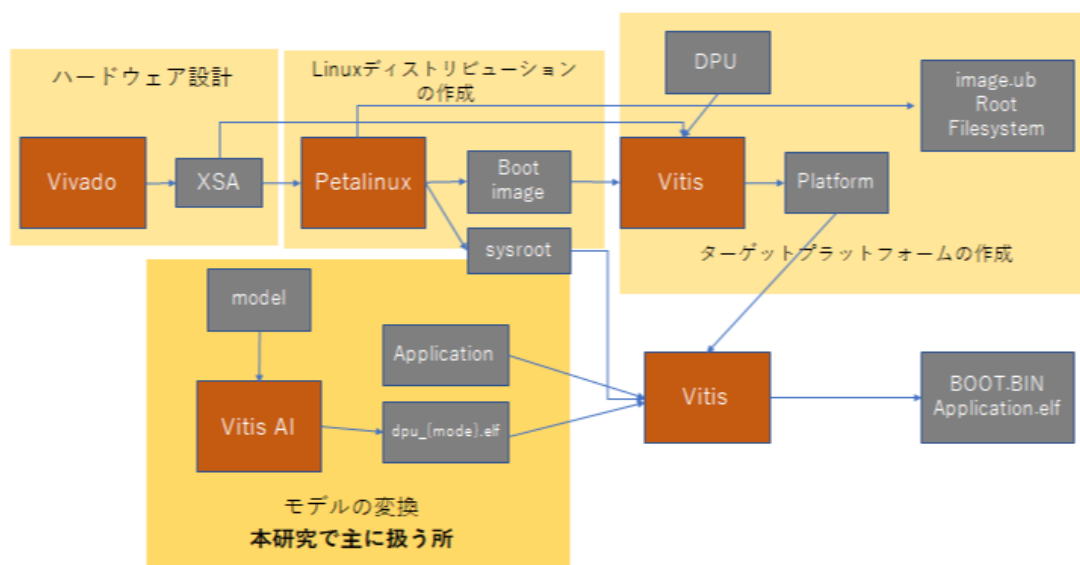 ハードウェア設計
Vivado
XSA
Linuxディストリビューション
の作成
Petalinux
Boot
image
sysroot
DPU
Vitis
Platform
image.ub
Root
Filesystem
ターゲットプラットフォームの作成
model
Vitis AI
Application
dpu_{mode}.elf
モデルの変換
本研究で主に扱う所
Vitis
BOOT.BIN
Application.elf